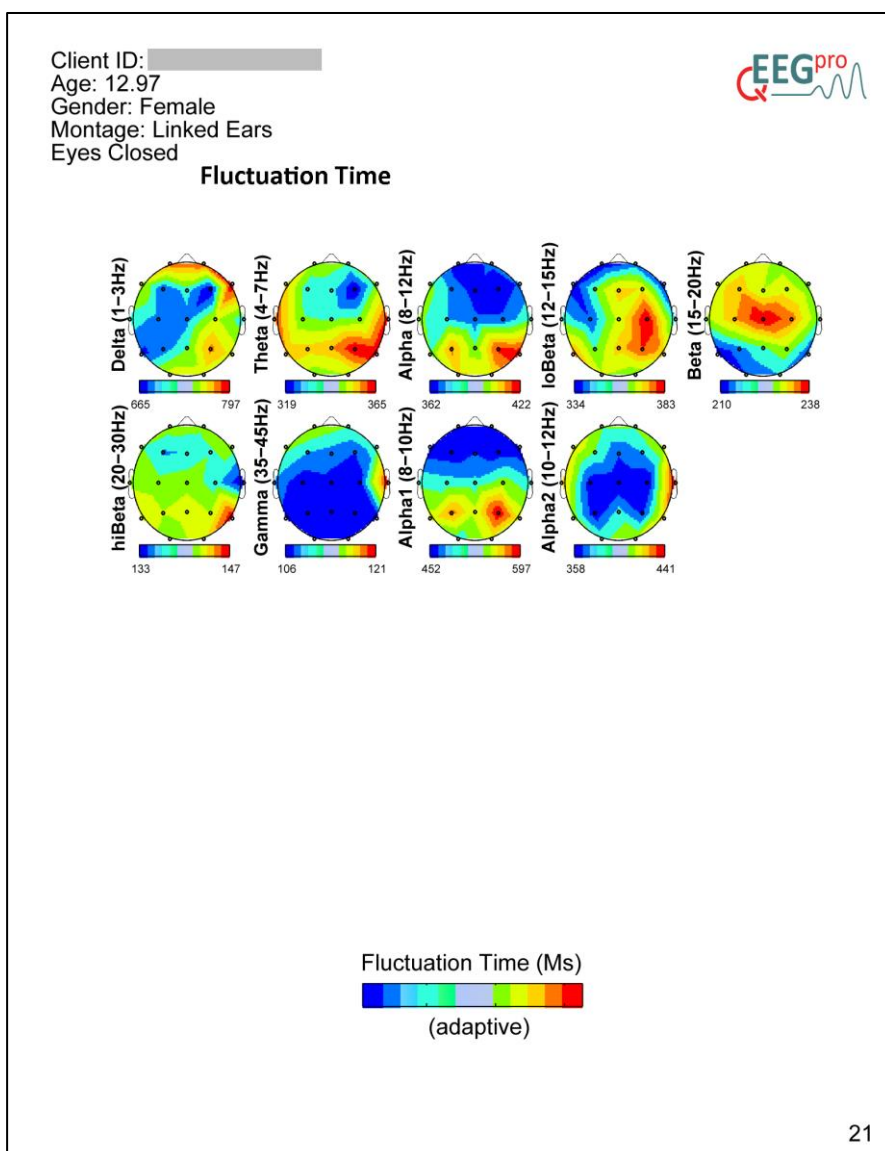 Client ID:
Age: 12.97
Gender: Female
Montage: Linked Ears
Eyes Closed
QEEGpro
Fluctuation Time
Delta (1−3Hz)
665 797
Theta (4−7Hz)
319 365
Alpha (8−12Hz)
362 422
loBeta (12−15Hz)
334 383
Beta (15−20Hz)
210 238
hiBeta (20−30Hz)
133 147
Gamma (35−45Hz)
106 121
Alpha1 (8−10Hz)
452 597
Alpha2 (10−12Hz)
358 441
Fluctuation Time (Ms)
(adaptive)
21